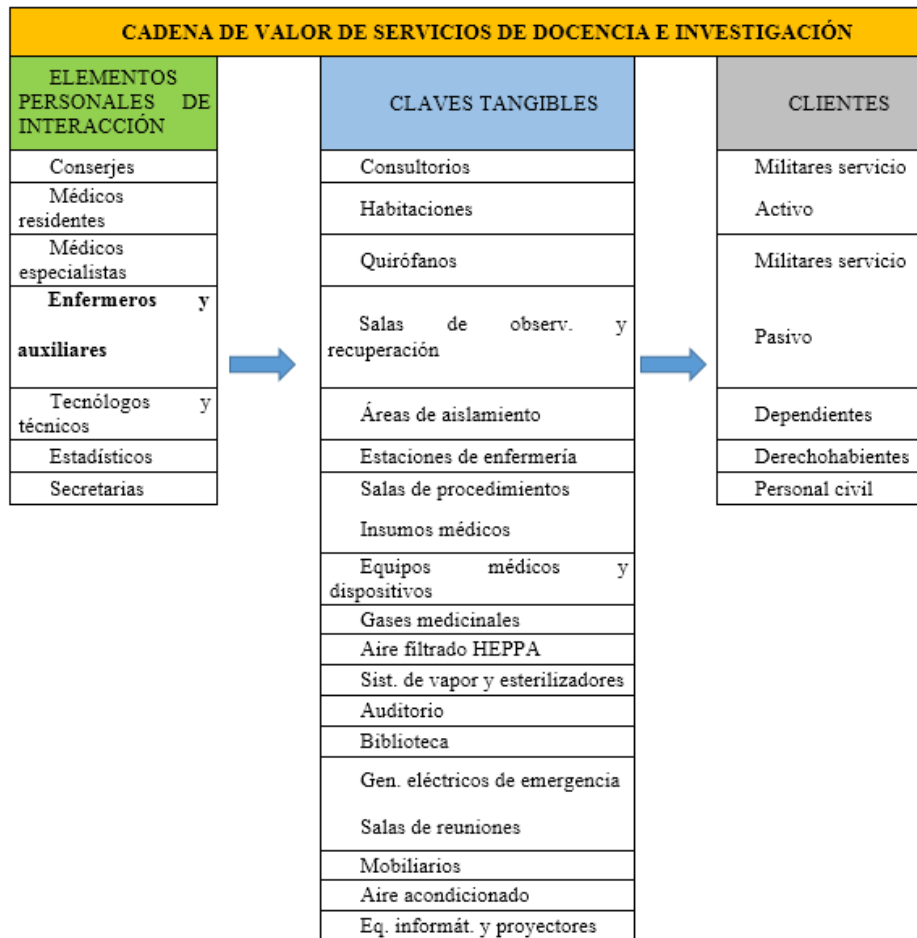 CADENA DE VALOR DE SERVICIOS DE DOCENCIA E INVESTIGACIÓN
ELEMENTOS
PERSONALES DE
INTERACCIÓN
Conserjes
Médicos
residentes
Médicos
especialistas
Enfermeros y
auxiliares
Tecnólogos y
técnicos
Estadísticos
Secretarias
CLAVES TANGIBLES
Consultorios
Habitaciones
Quirófanos
Salas de observ. y
recuperación
Áreas de aislamiento
Estaciones de enfermería
Salas de procedimientos
Insumos médicos
Equipos médicos y
dispositivos
Gases medicinales
Aire filtrado HEPPA
Sist. de vapor y esterilizadores
Auditorio
Biblioteca
Gen. eléctricos de emergencia
Salas de reuniones
Mobiliarios
Aire acondicionado
Eq. informát. y proyectores
CLIENTES
Militares servicio
Activo
Militares servicio
Pasivo
Dependientes
Derechohabientes
Personal civil